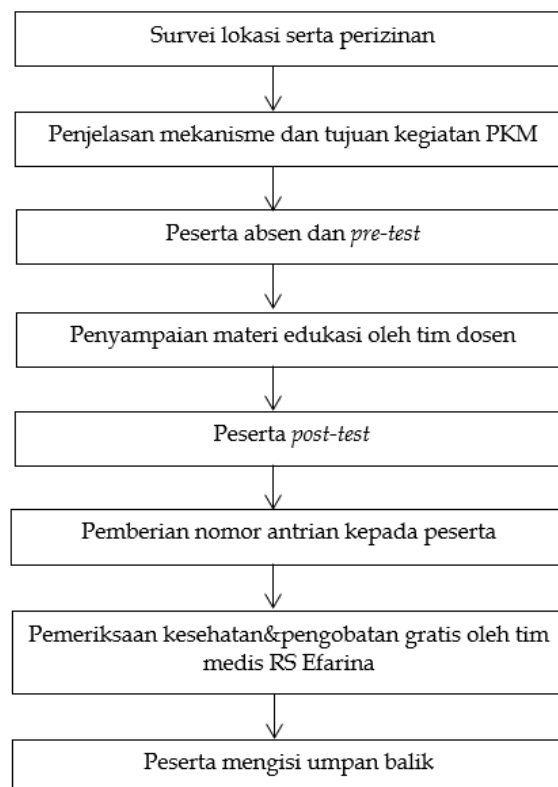 Survei lokasi serta perizinan
Penjelasan mekanisme dan tujuan kegiatan PKM
Peserta absen dan pre-test
Penyampaian materi edukasi oleh tim dosen
Peserta post-test
Pemberian nomor antrian kepada peserta
Pemeriksaan kesehatan&pengobatan gratis oleh tim
medis RS Efarina
Peserta mengisi umpan balik